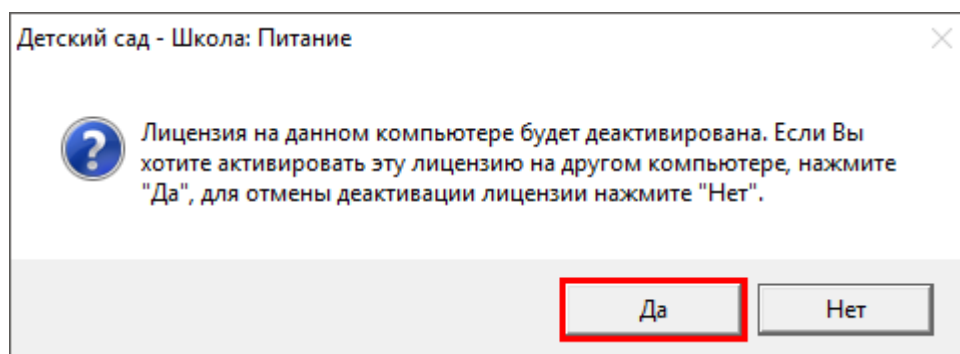 Детский сад - Школа: Питание
Лицензия на данном компьютере будет деактивирована. Если Вы
хотите активировать эту лицензию на другом компьютере, нажмите
"Да", для отмены деактивации лицензии нажмите "Нет".
Да
Нет